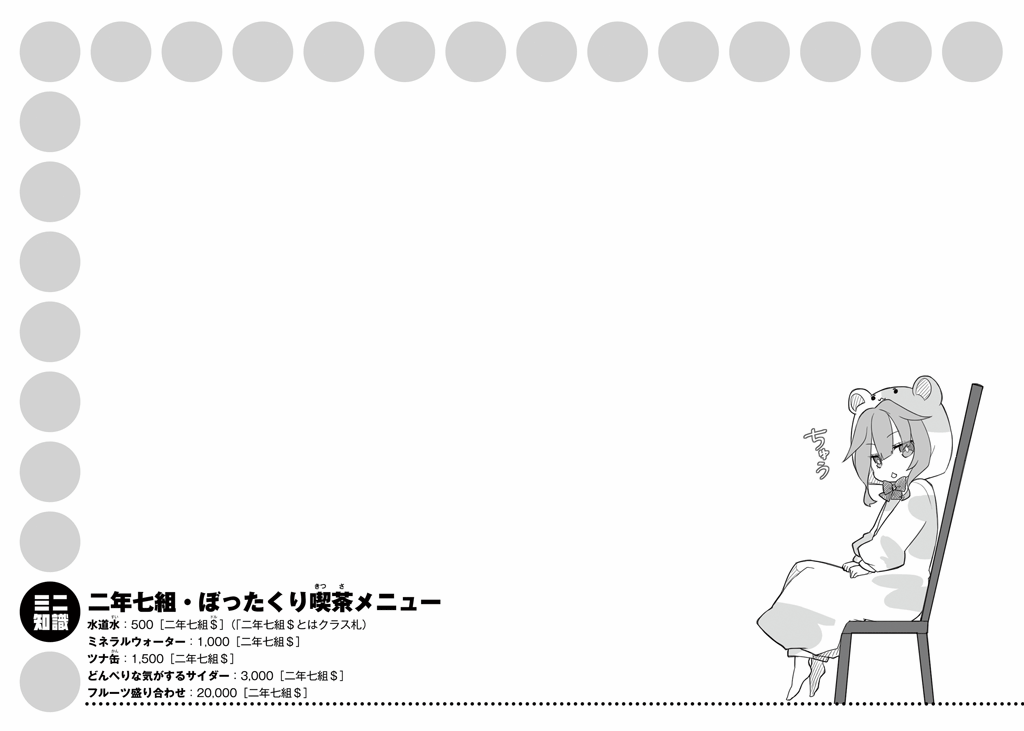 ちゅう
ミニ
知識
二年七組・ぼったくり喫茶メニュー
水道水：500［二年七組＄］（「二年七組＄とはクラス札）
ミネラルウォーター：1,000［二年七組＄］
ツナ缶：1,500［二年七組＄］
どんぺりな気がするサイダー：3,000［二年七組＄］
フルーツ盛り合わせ：20,000［二年七組＄］